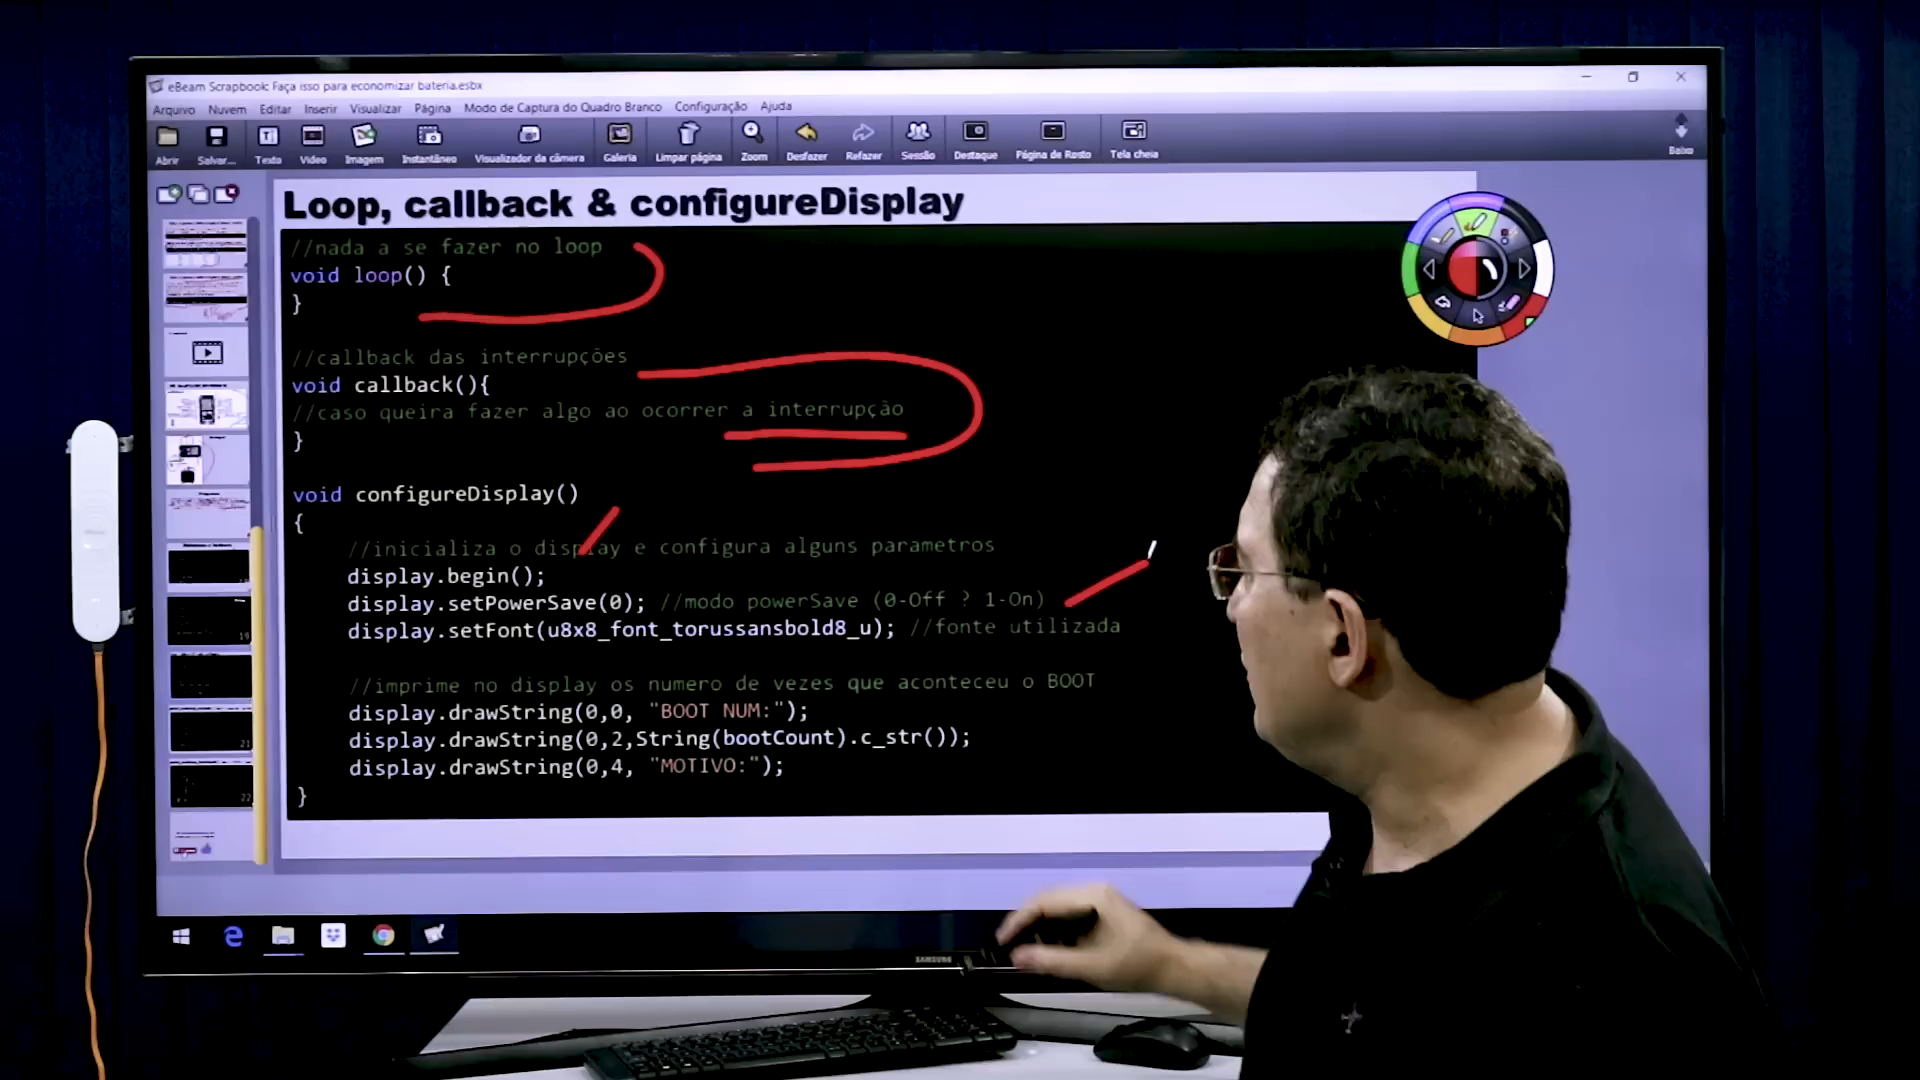 eBeam Scrapbook: Faça isso para economizar bateria.esbx
Arquivo Nuvem Editar Inserir Visualizar Página Modo de Captura do Quadro Branco Configuração Ajuda
Abrir Salvar... Texto Vídeo Imagem Instantâneo Visualizador da câmera Galeria Limpar página Zoom Desfazer Refazer Sessão Destaque Página de Rosto Tela cheia Baixo
Loop, callback & configureDisplay
//nada a se fazer no loop
void loop() {
}
//callback das interrupções
void callback(){
//caso queira fazer algo ao ocorrer a interrupção
}
void configureDisplay()
{
//inicializa o display e configura alguns parametros
display.begin();
display.setPowerSave(0); //modo powerSave (0-Off ? 1-On)
display.setFont(u8x8_font_torussansbold8_u); //fonte utilizada
//imprime no display os numero de vezes que aconteceu o BOOT
display.drawString(0,0, "BOOT NUM:");
display.drawString(0,2,String(bootCount).c_str());
display.drawString(0,4, "MOTIVO:");
}
19
21
22
SAMSUNG